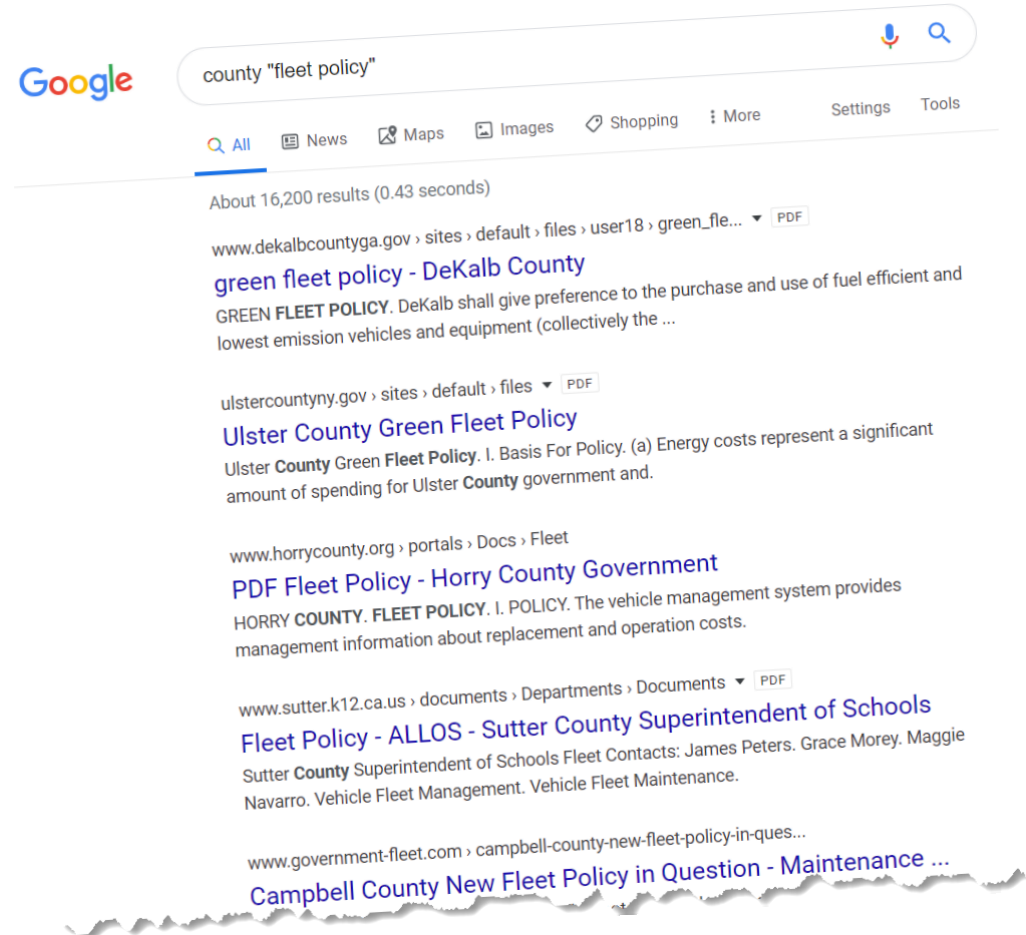 Google
county "fleet policy"
All News Maps Images Shopping More Settings Tools
About 16,200 results (0.43 seconds)
www.dekalbcountyga.gov › sites › default › files › user18 › green_fle... PDF
green fleet policy - DeKalb County
GREEN FLEET POLICY. DeKalb shall give preference to the purchase and use of fuel efficient and
lowest emission vehicles and equipment (collectively the ...
ulstercountyny.gov › sites › default › files PDF
Ulster County Green Fleet Policy
Ulster County Green Fleet Policy. I. Basis For Policy. (a) Energy costs represent a significant
amount of spending for Ulster County government and.
www.horrycounty.org › portals › Docs › Fleet
PDF Fleet Policy - Horry County Government
HORRY COUNTY. FLEET POLICY. I. POLICY. The vehicle management system provides
management information about replacement and operation costs.
www.sutter.k12.ca.us › documents › Departments › Documents PDF
Fleet Policy - ALLOS - Sutter County Superintendent of Schools
Sutter County Superintendent of Schools Fleet Contacts: James Peters. Grace Morey. Maggie
Navarro. Vehicle Fleet Management. Vehicle Fleet Maintenance.
www.government-fleet.com › campbell-county-new-fleet-policy-in-ques...
Campbell County New Fleet Policy in Question - Maintenance ...